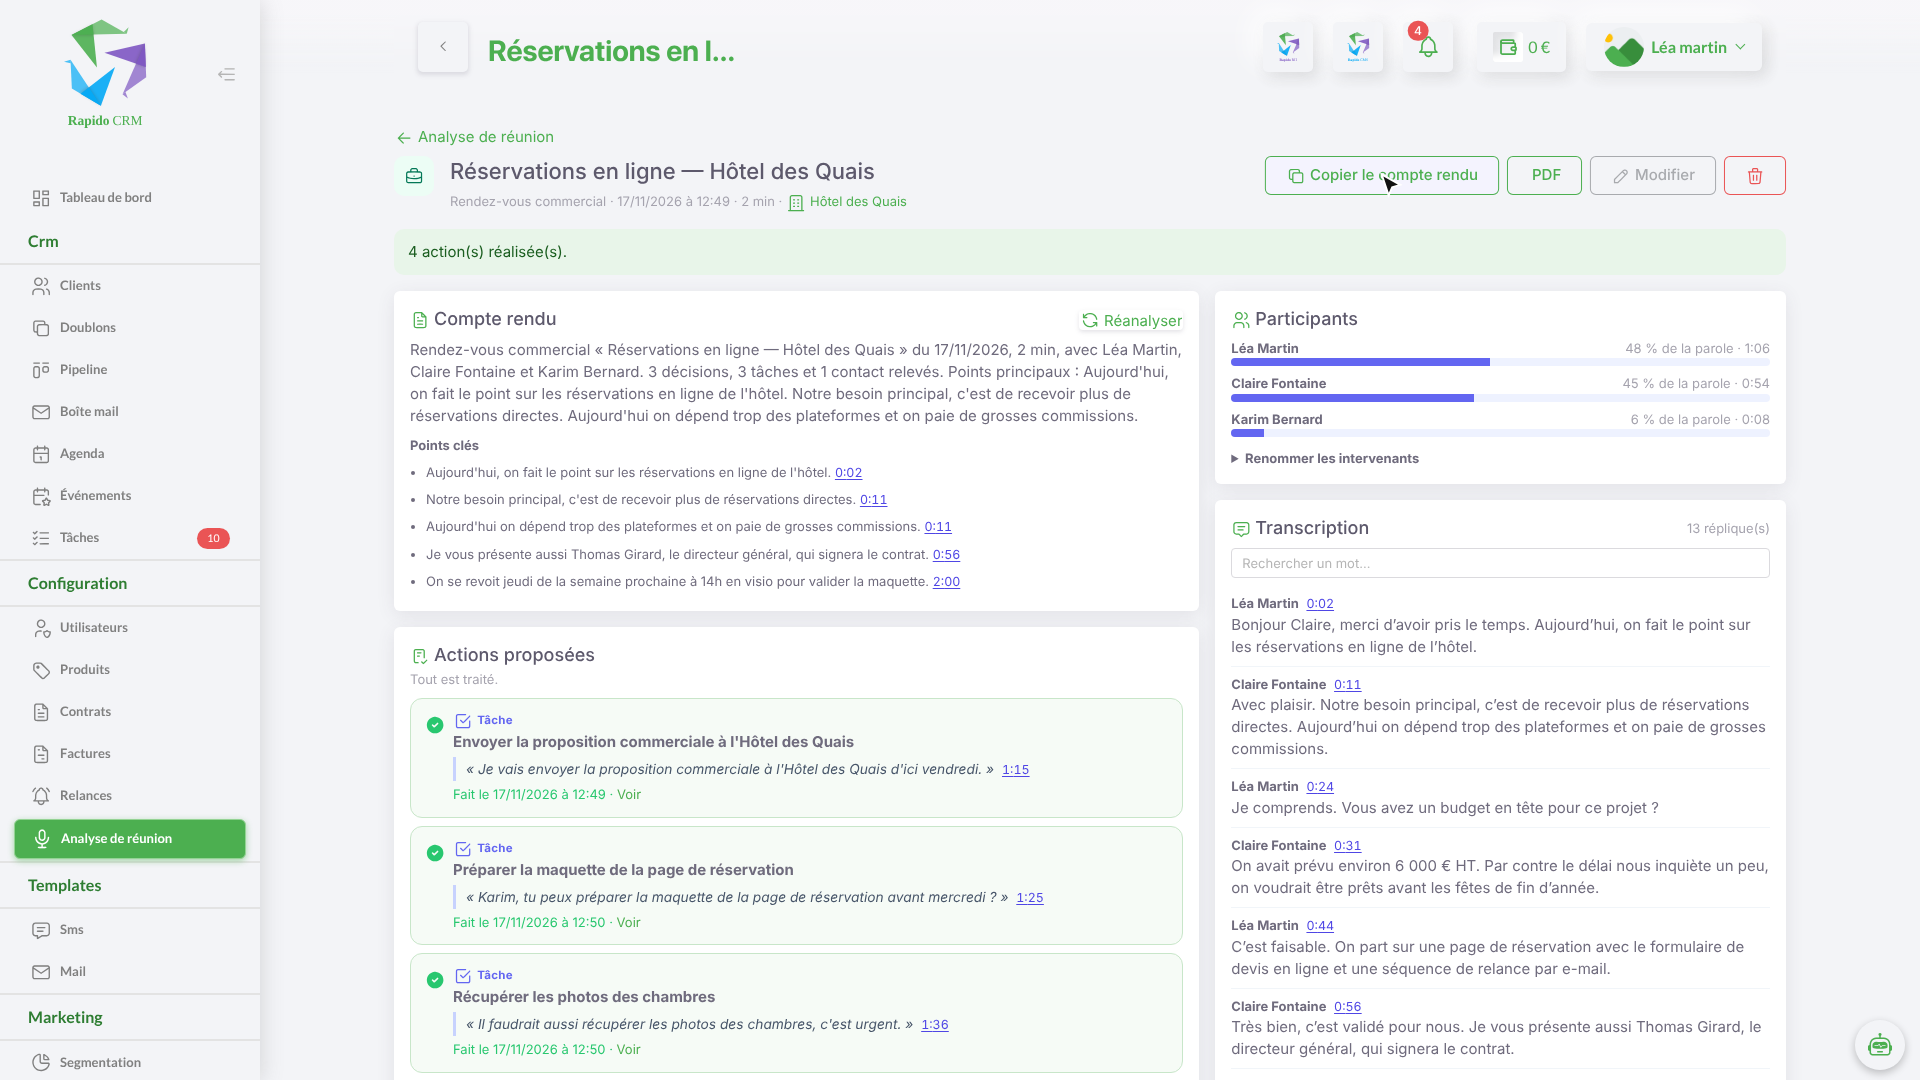 Rapido CRM
Tableau de bord
Crm
Clients
Doublons
Pipeline
Boîte mail
Agenda
Événements
Tâches
10
Configuration
Utilisateurs
Produits
Contrats
Factures
Relances
Analyse de réunion
Templates
Sms
Mail
Marketing
Segmentation
Réservations en l...
4
0 €
Léa martin
Analyse de réunion
Réservations en ligne — Hôtel des Quais
Rendez-vous commercial · 17/11/2026 à 12:49 · 2 min · Hôtel des Quais
Copier le compte rendu
PDF
Modifier
4 action(s) réalisée(s).
Compte rendu
Réanalyser
Rendez-vous commercial « Réservations en ligne — Hôtel des Quais » du 17/11/2026, 2 min, avec Léa Martin,
Claire Fontaine et Karim Bernard. 3 décisions, 3 tâches et 1 contact relevés. Points principaux : Aujourd'hui,
on fait le point sur les réservations en ligne de l'hôtel. Notre besoin principal, c'est de recevoir plus de
réservations directes. Aujourd'hui on dépend trop des plateformes et on paie de grosses commissions.
Points clés
• Aujourd'hui, on fait le point sur les réservations en ligne de l'hôtel. 0:02
• Notre besoin principal, c'est de recevoir plus de réservations directes. 0:11
• Aujourd'hui on dépend trop des plateformes et on paie de grosses commissions. 0:11
• Je vous présente aussi Thomas Girard, le directeur général, qui signera le contrat. 0:56
• On se revoit jeudi de la semaine prochaine à 14h en visio pour valider la maquette. 2:00
Actions proposées
Tout est traité.
Tâche
Envoyer la proposition commerciale à l'Hôtel des Quais
« Je vais envoyer la proposition commerciale à l'Hôtel des Quais d'ici vendredi. » 1:15
Fait le 17/11/2026 à 12:49 · Voir
Tâche
Préparer la maquette de la page de réservation
« Karim, tu peux préparer la maquette de la page de réservation avant mercredi ? » 1:25
Fait le 17/11/2026 à 12:50 · Voir
Tâche
Récupérer les photos des chambres
« Il faudrait aussi récupérer les photos des chambres, c'est urgent. » 1:36
Fait le 17/11/2026 à 12:50 · Voir
Participants
Léa Martin 48 % de la parole · 1:06
Claire Fontaine 45 % de la parole · 0:54
Karim Bernard 6 % de la parole · 0:08
Renommer les intervenants
Transcription
13 réplique(s)
Rechercher un mot...
Léa Martin 0:02
Bonjour Claire, merci d’avoir pris le temps. Aujourd’hui, on fait le point sur
les réservations en ligne de l’hôtel.
Claire Fontaine 0:11
Avec plaisir. Notre besoin principal, c’est de recevoir plus de réservations
directes. Aujourd’hui on dépend trop des plateformes et on paie de grosses
commissions.
Léa Martin 0:24
Je comprends. Vous avez un budget en tête pour ce projet ?
Claire Fontaine 0:31
On avait prévu environ 6 000 € HT. Par contre le délai nous inquiète un peu,
on voudrait être prêts avant les fêtes de fin d’année.
Léa Martin 0:44
C’est faisable. On part sur une page de réservation avec le formulaire de
devis en ligne et une séquence de relance par e-mail.
Claire Fontaine 0:56
Très bien, c’est validé pour nous. Je vous présente aussi Thomas Girard, le
directeur général, qui signera le contrat.